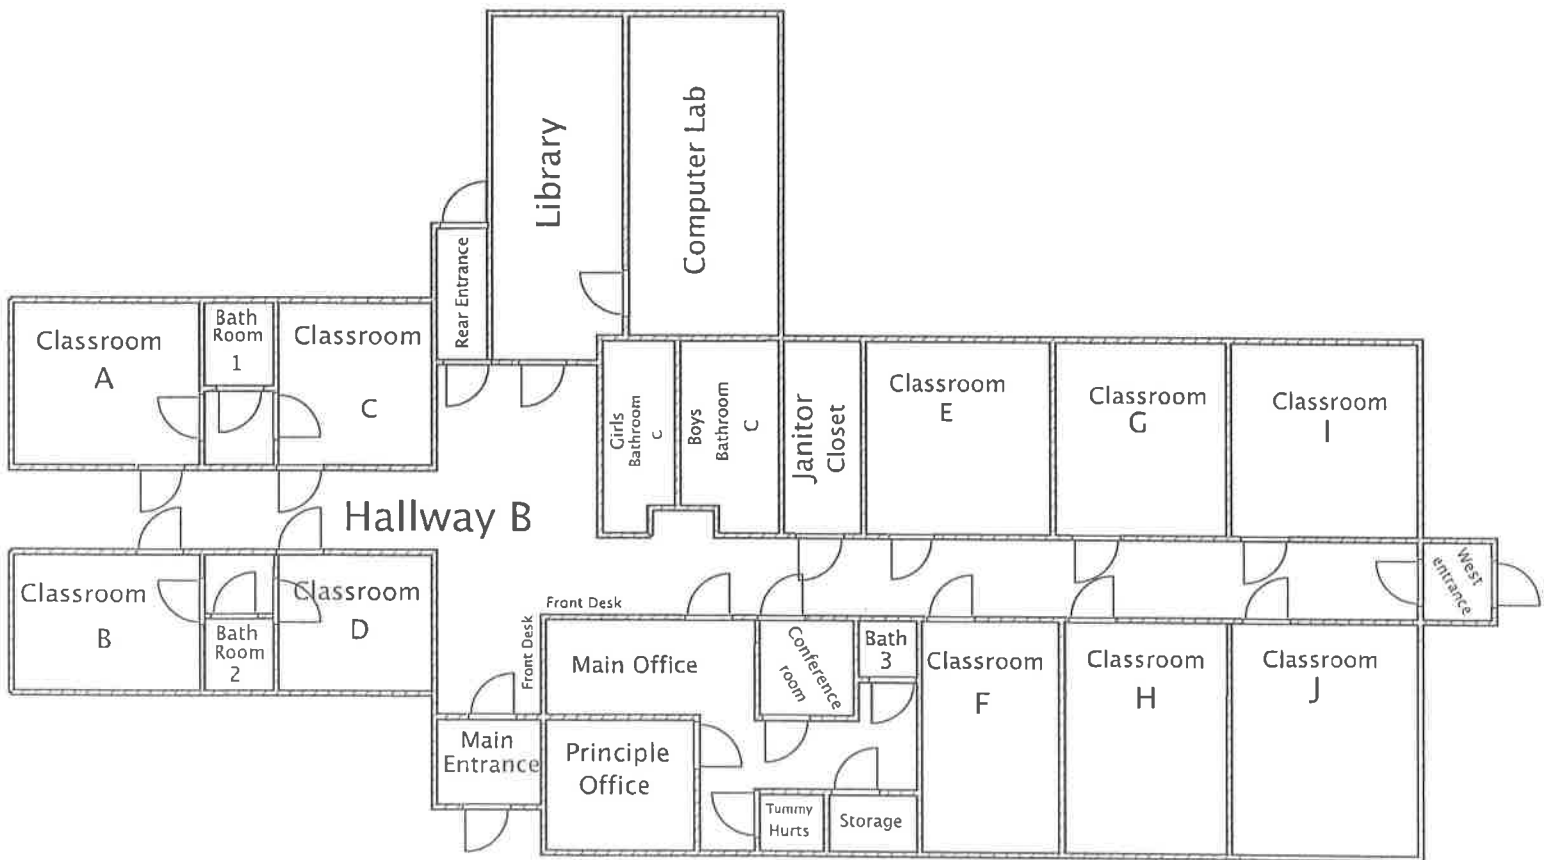 Library
Computer Lab
Rear Entrance
Classroom
A
Bath
Room
1
Classroom
C
Girls
Bathroom
C
Boys
Bathroom
C
Janitor
Closet
Classroom
E
Classroom
G
Classroom
I
Hallway B
West
entrance
Classroom
B
Bath
Room
2
Classroom
D
Front Desk
Front Desk
Main Office
Conference
room
Bath
3
Classroom
F
Classroom
H
Classroom
J
Main
Entrance
Principle
Office
Tummy
Hurts
Storage